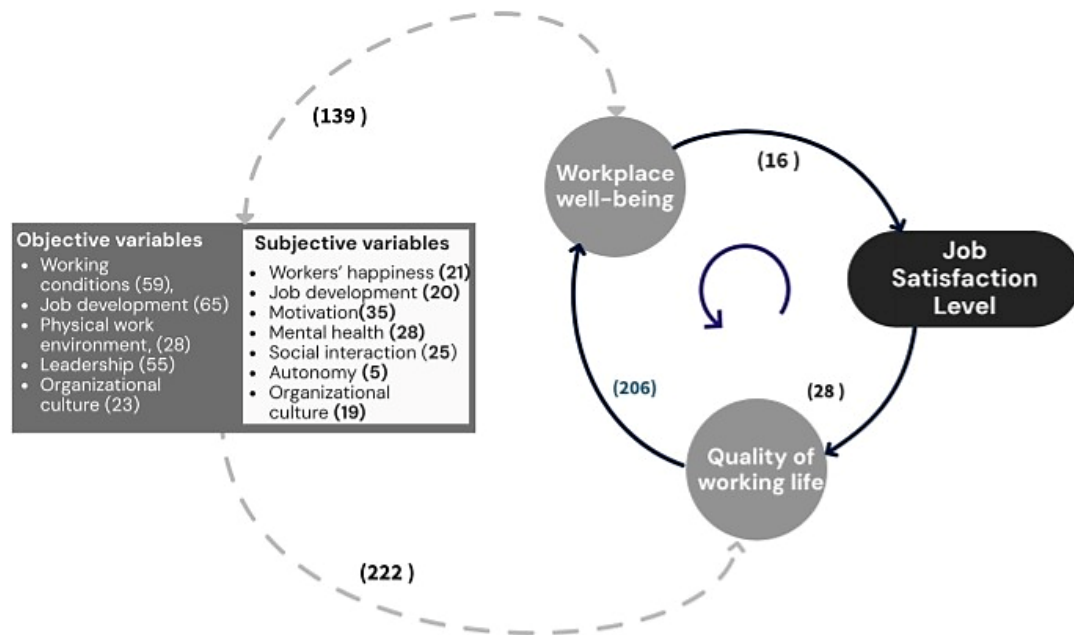 (139 )
Workplace
well-being
(16 )
Objective variables
• Working
conditions (59),
• Job development (65)
• Physical work
environment, (28)
• Leadership (55)
• Organizational
culture (23)
Subjective variables
• Workers' happiness (21)
• Job development (20)
• Motivation(35)
• Mental health (28)
• Social interaction (25)
• Autonomy (5)
• Organizational
culture (19)
Job
Satisfaction
Level
(206)
(28 )
Quality of
working life
(222 )